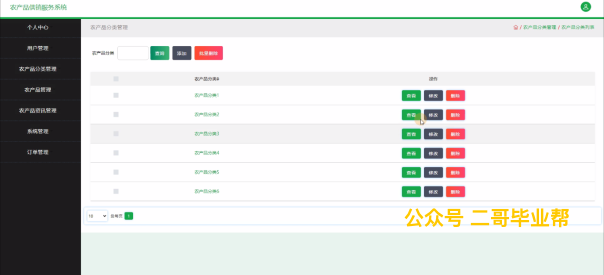 农产品供销服务系统
个人中心
农产品分类管理
农产品分类管理 / 农产品分类列表
用户管理
农产品分类 查询 添加 批量删除
农产品分类管理
农产品分类 操作
农产品管理
农产品分类1 查看 修改 删除
农产品资讯管理
农产品分类2 查看 修改 删除
系统管理
农产品分类3 查看 修改 删除
订单管理
农产品分类4 查看 修改 删除
农产品分类5 查看 修改 删除
农产品分类6 查看 修改 删除
10 条每页 1
公众号 二哥毕业帮